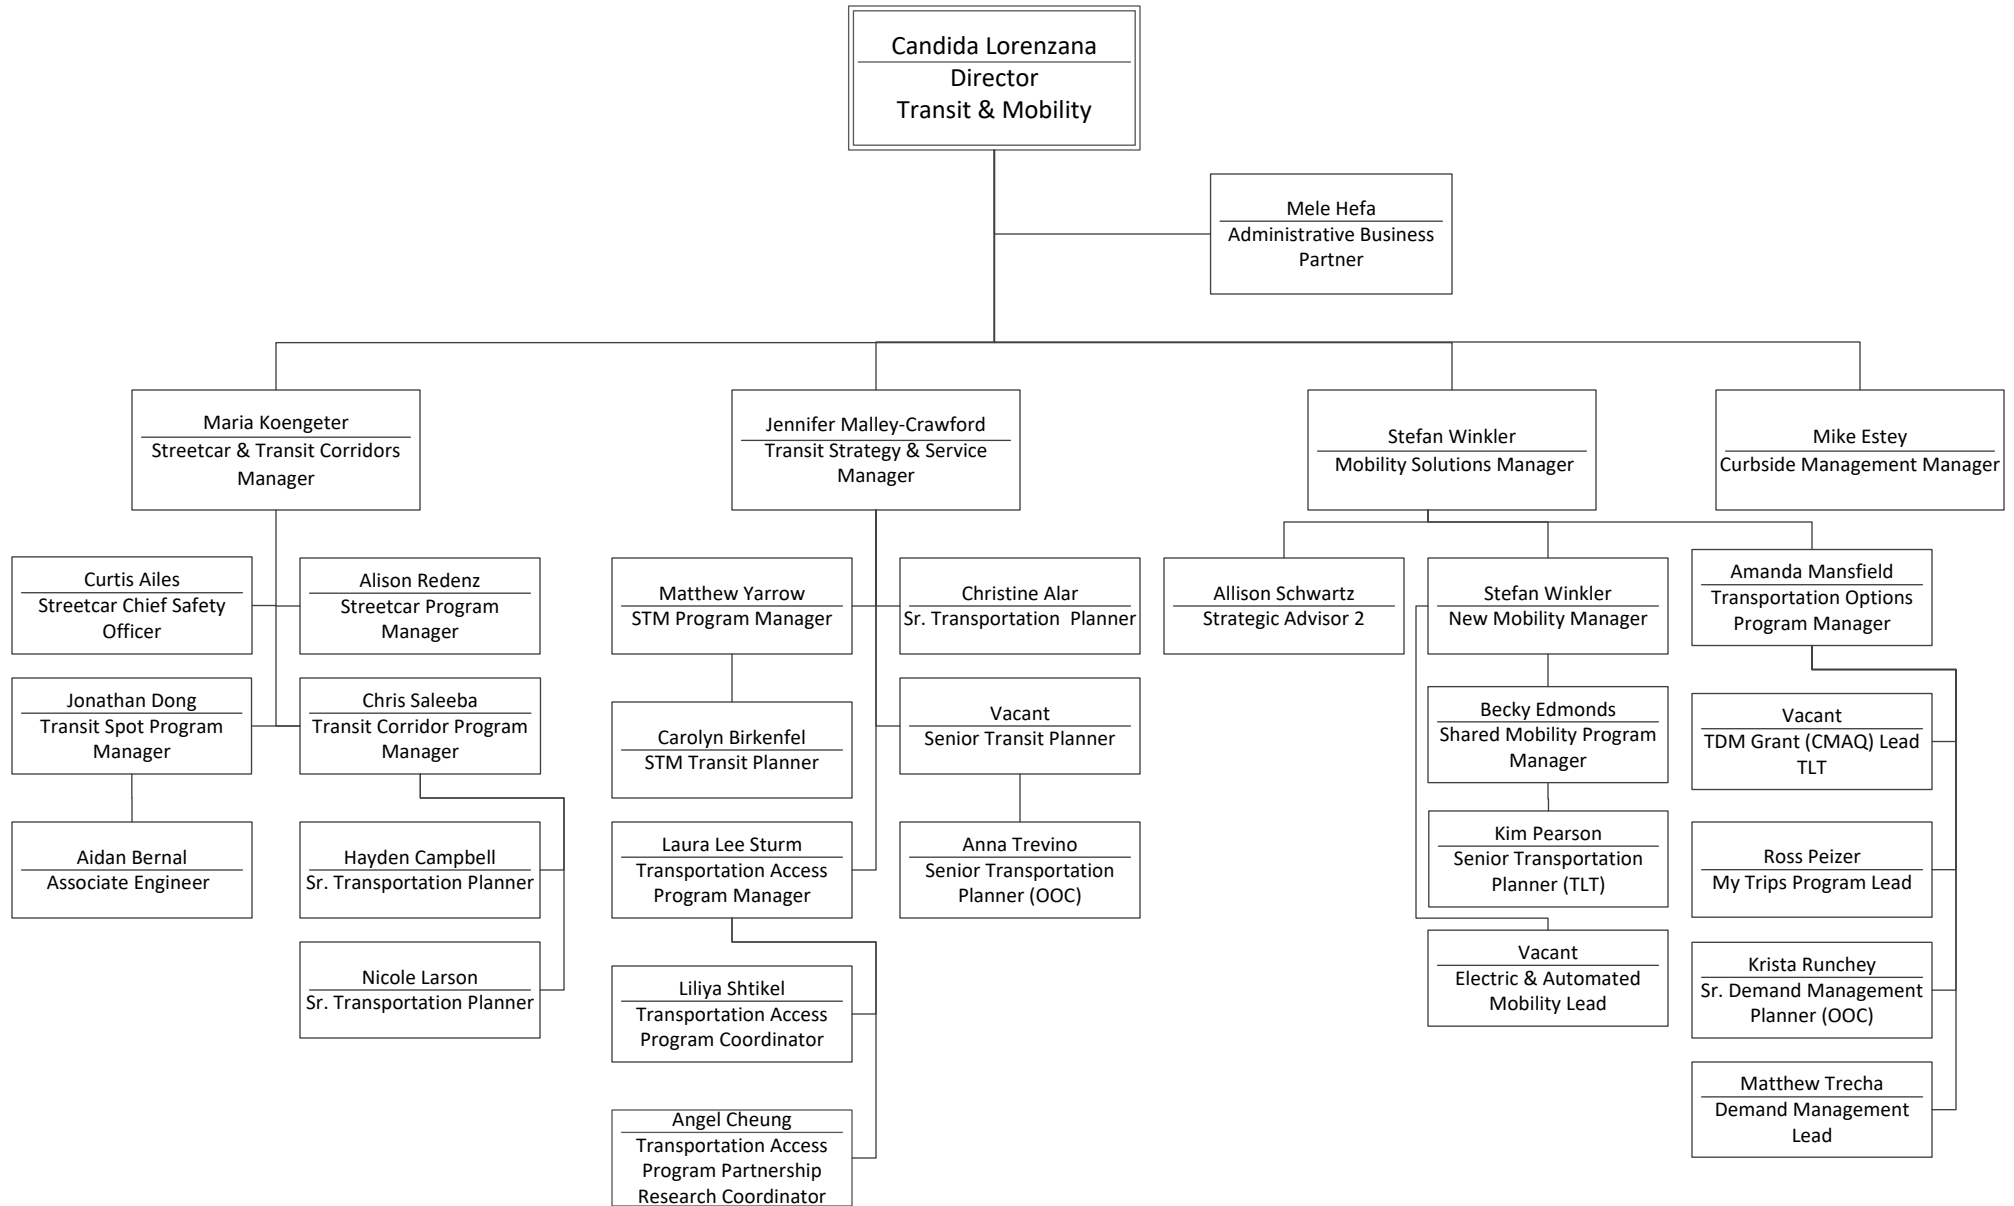 Candida Lorenzana
Director
Transit & Mobility
Mele Hefa
Administrative Business
Partner
Maria Koengeter
Streetcar & Transit Corridors
Manager
Jennifer Malley-Crawford
Transit Strategy & Service
Manager
Stefan Winkler
Mobility Solutions Manager
Mike Estey
Curbside Management Manager
Curtis Ailes
Streetcar Chief Safety
Officer
Alison Redenz
Streetcar Program
Manager
Jonathan Dong
Transit Spot Program
Manager
Chris Saleeba
Transit Corridor Program
Manager
Aidan Bernal
Associate Engineer
Hayden Campbell
Sr. Transportation Planner
Nicole Larson
Sr. Transportation Planner
Matthew Yarrow
STM Program Manager
Christine Alar
Sr. Transportation  Planner
Carolyn Birkenfel
STM Transit Planner
Vacant
Senior Transit Planner
Laura Lee Sturm
Transportation Access
Program Manager
Anna Trevino
Senior Transportation
Planner (OOC)
Liliya Shtikel
Transportation Access
Program Coordinator
Angel Cheung
Transportation Access
Program Partnership
Research Coordinator
Allison Schwartz
Strategic Advisor 2
Stefan Winkler
New Mobility Manager
Becky Edmonds
Shared Mobility Program
Manager
Kim Pearson
Senior Transportation
Planner (TLT)
Vacant
Electric & Automated
Mobility Lead
Amanda Mansfield
Transportation Options
Program Manager
Vacant
TDM Grant (CMAQ) Lead
TLT
Ross Peizer
My Trips Program Lead
Krista Runchey
Sr. Demand Management
Planner (OOC)
Matthew Trecha
Demand Management
Lead